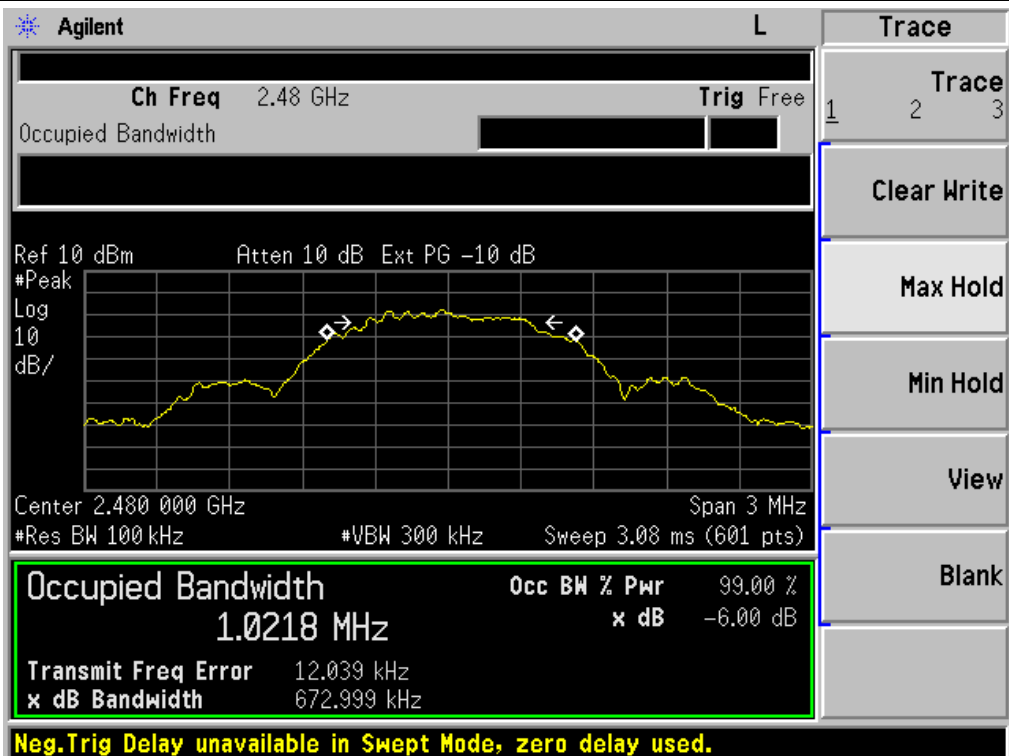 Agilent L Trace
Ch Freq 2.48 GHz Trig Free
Occupied Bandwidth
Trace
1 2 3
Clear Write
Max Hold
Min Hold
View
Blank
Ref 10 dBm Atten 10 dB Ext PG -10 dB
#Peak
Log
10
dB/
Center 2.480 000 GHz Span 3 MHz
#Res BW 100 kHz #VBW 300 kHz Sweep 3.08 ms (601 pts)
Occupied Bandwidth Occ BW % Pwr 99.00 %
1.0218 MHz x dB -6.00 dB
Transmit Freq Error 12.039 kHz
x dB Bandwidth 672.999 kHz
Neg.Trig Delay unavailable in Swept Mode, zero delay used.